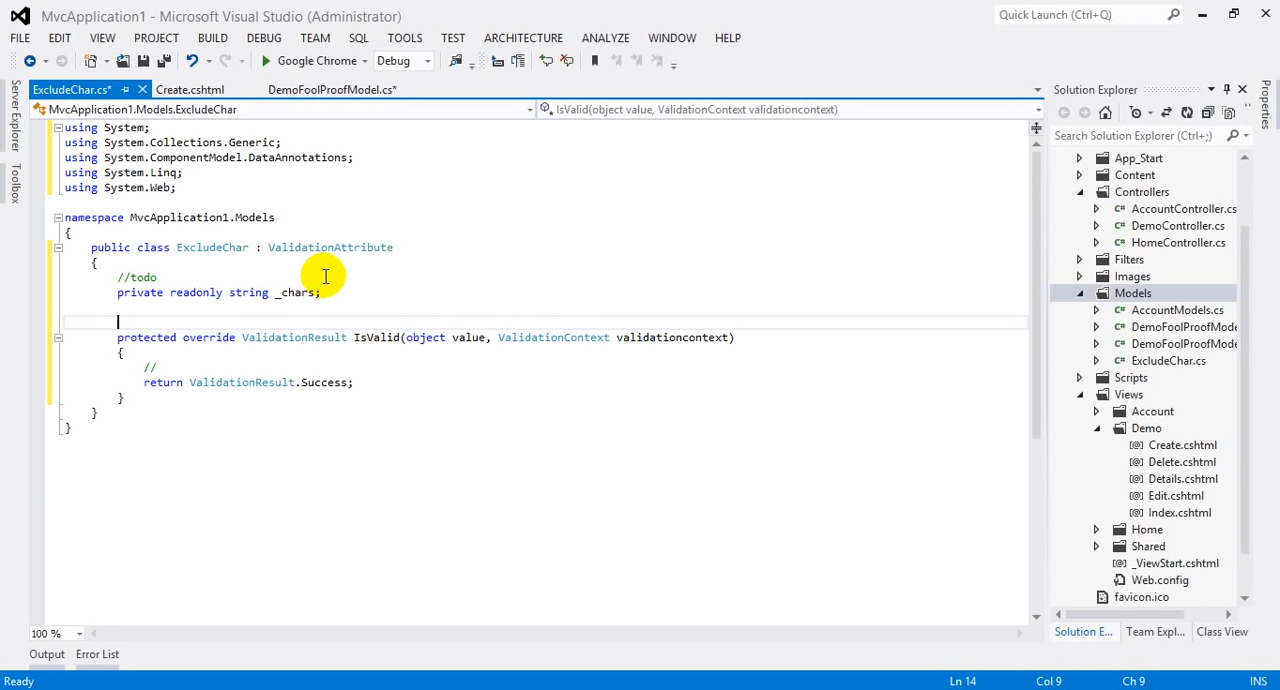 MvcApplication1 - Microsoft Visual Studio (Administrator)
Quick Launch (Ctrl+Q)
FILE EDIT VIEW PROJECT BUILD DEBUG TEAM SQL TOOLS TEST ARCHITECTURE ANALYZE WINDOW HELP
Google Chrome Debug
ExcludeChar.cs* Create.cshtml DemoFoolProofModel.cs*
MvcApplication1.Models.ExcludeChar IsValid(object value, ValidationContext validationcontext)
Server Explorer
Toolbox
using System;
using System.Collections.Generic;
using System.ComponentModel.DataAnnotations;
using System.Linq;
using System.Web;
namespace MvcApplication1.Models
{
public class ExcludeChar : ValidationAttribute
{
//todo
private readonly string _chars;
protected override ValidationResult IsValid(object value, ValidationContext validationcontext)
{
//
return ValidationResult.Success;
}
}
}
100 %
Output Error List
Solution Explorer
Search Solution Explorer (Ctrl+;)
App_Start
Content
Controllers
C# AccountController.cs
C# DemoController.cs
C# HomeController.cs
Filters
Images
Models
C# AccountModels.cs
C# DemoFoolProofMode
C# DemoFoolProofMode
C# ExcludeChar.cs
Scripts
Views
Account
Demo
[@] Create.cshtml
[@] Delete.cshtml
[@] Details.cshtml
[@] Edit.cshtml
[@] Index.cshtml
Home
Shared
[@] _ViewStart.cshtml
Web.config
favicon.ico
Solution E... Team Expl... Class View
Properties
Ready Ln 14 Col 9 Ch 9 INS